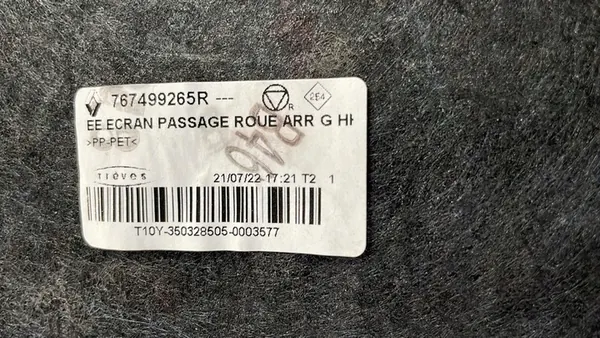 767499265R ---
R
2E4
EE ECRAN PASSAGE ROUE ARR G HH
>PP-PET<
treves
21/07/22 17:21 T2 1
T10Y-350328505-0003577